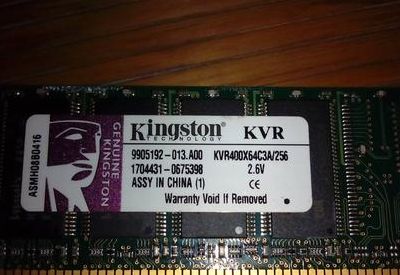 ASMH08B0416
GENUINE
KINGSTON
Kingston KVR
TECHNOLOGY
9905192-013.A00 KVR400X64C3A/256
1704431-0675398 2.6V
ASSY IN CHINA (1) CE
Warranty Void If Removed